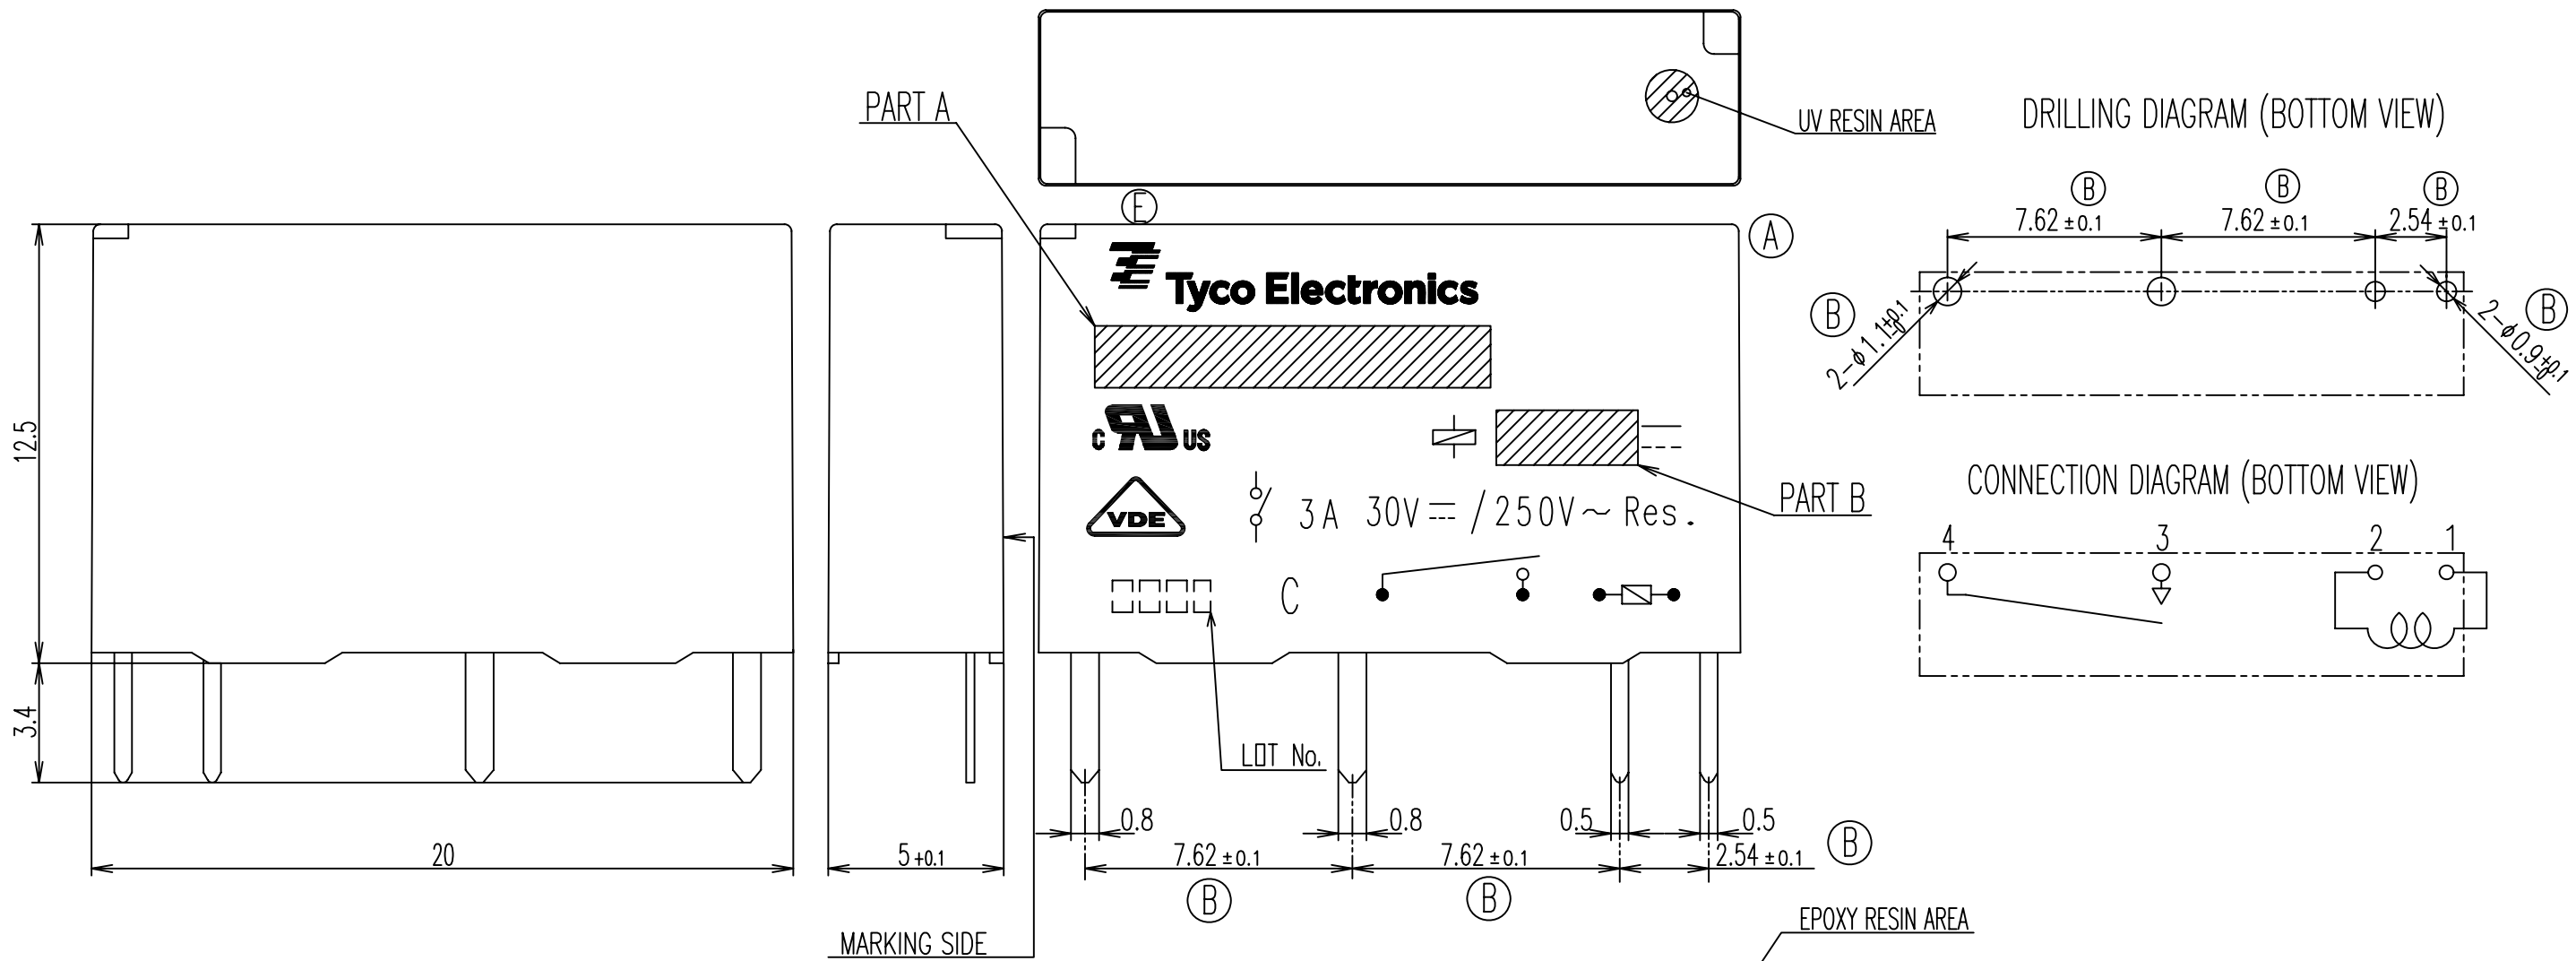 PART A
UV RESIN AREA
DRILLING DIAGRAM (BOTTOM VIEW)
B
B
B
7.62 ±0.1
7.62 ±0.1
2.54 ±0.1
E
A
Tyco Electronics
B
2-φ1.1 +0.1 -0
2-φ0.9 +0.1 -0
B
12.5
C RU US
PART B
CONNECTION DIAGRAM (BOTTOM VIEW)
VDE
3A 30V ⎓ /250V~ Res.
4
3
2
1
C
3.4
LOT No.
0.8
0.8
0.5
0.5
B
20
5 +0.1
7.62 ±0.1
7.62 ±0.1
2.54 ±0.1
B
B
MARKING SIDE
EPOXY RESIN AREA